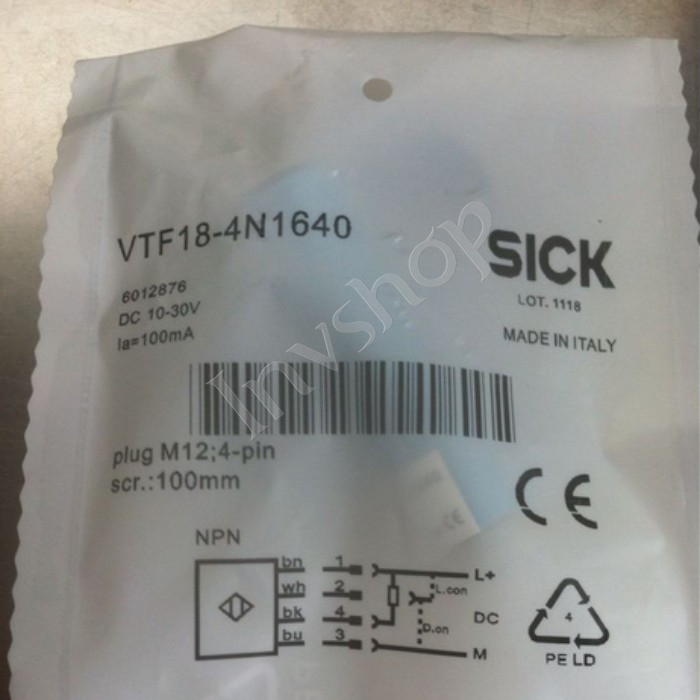 VTF18-4N1640
6012876
DC 10-30V
Ia=100mA
SICK
LOT. 1118
MADE IN ITALY
Invshop
plug M12;4-pin
scr.:100mm
CE
NPN
bn 1
wh 2
bk 4
bu 3
L+
L.con
DC
D.on
M
4
PE LD